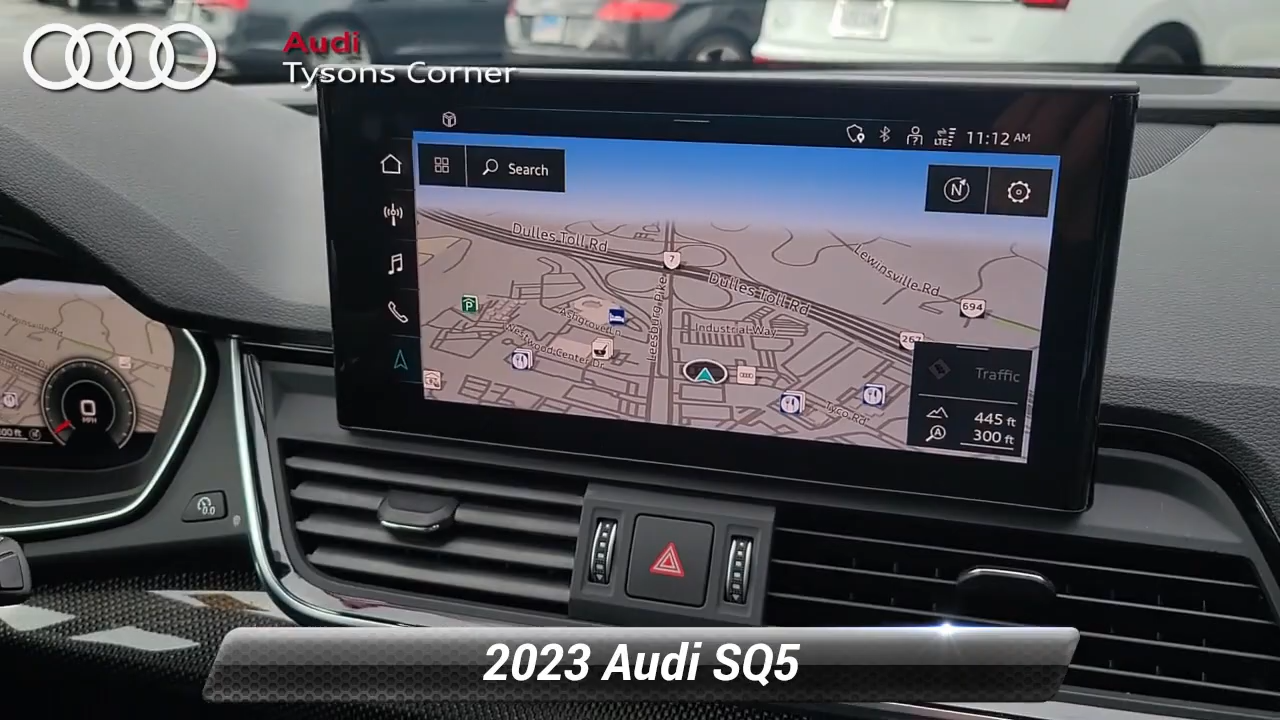 Audi
Tysons Corner
LTE
11:12 AM
Search
N
Dulles Toll Rd
7
Dulles Toll Rd
Lewinsville Rd
694
P
Ashgrove Ln
Leesburg Pike
Industrial Way
267
Westwood Center Dr
Traffic
Tyco Rd
445 ft
300 ft
0
MPH
2023 Audi SQ5